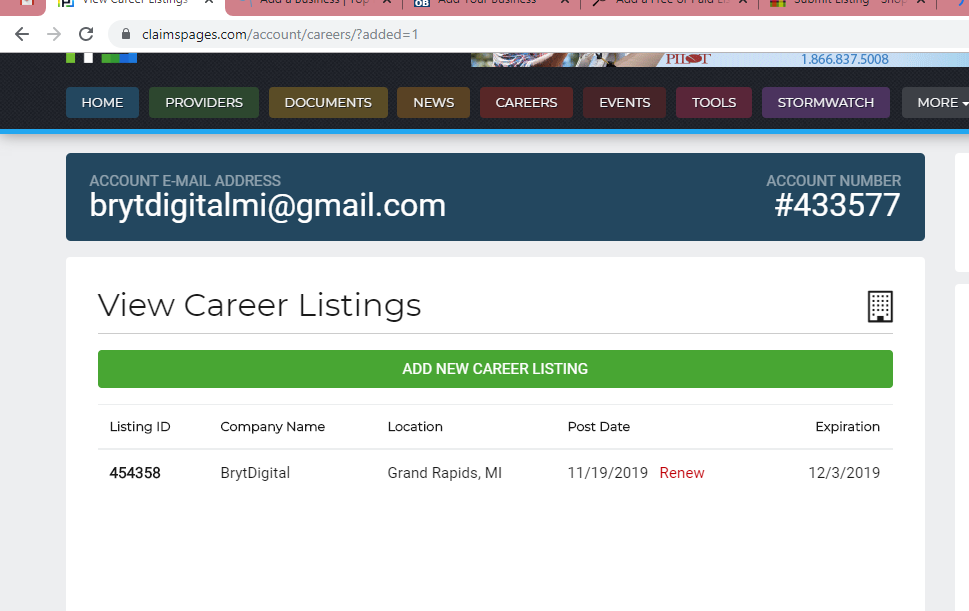 View Career Listings
Add a Business | Top
Add Your Business
Add a Free or Paid Li
Submit Listing - Shop
claimspages.com/account/careers/?added=1
PILOT
1.866.837.5008
HOME
PROVIDERS
DOCUMENTS
NEWS
CAREERS
EVENTS
TOOLS
STORMWATCH
MORE
ACCOUNT E-MAIL ADDRESS
ACCOUNT NUMBER
brytdigitalmi@gmail.com
#433577
View Career Listings
ADD NEW CAREER LISTING
Listing ID Company Name Location Post Date Expiration
454358 BrytDigital Grand Rapids, MI 11/19/2019 Renew 12/3/2019